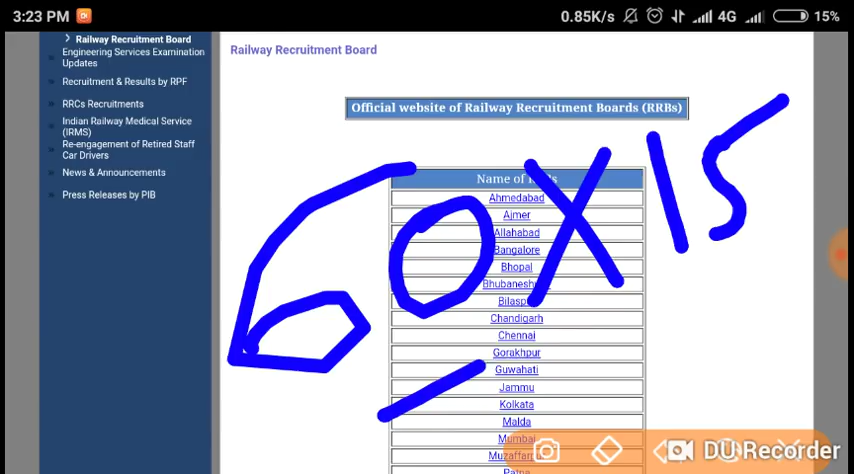 3:23 PM 0.85K/s 4G 15%
Railway Recruitment Board
Engineering Services Examination
Updates
Recruitment & Results by RPF
RRCs Recruitments
Indian Railway Medical Service
(IRMS)
Re-engagement of Retired Staff
Car Drivers
News & Announcements
Press Releases by PIB
Railway Recruitment Board
Official website of Railway Recruitment Boards (RRBs)
60X15
Name of
Ahmedabad
Ajmer
Allahabad
Bangalore
Bhopal
Chandigarh
Chennai
Gorakhpur
Guwahati
Jammu
Kolkata
Malda
Mumbai
Patna
DU Recorder